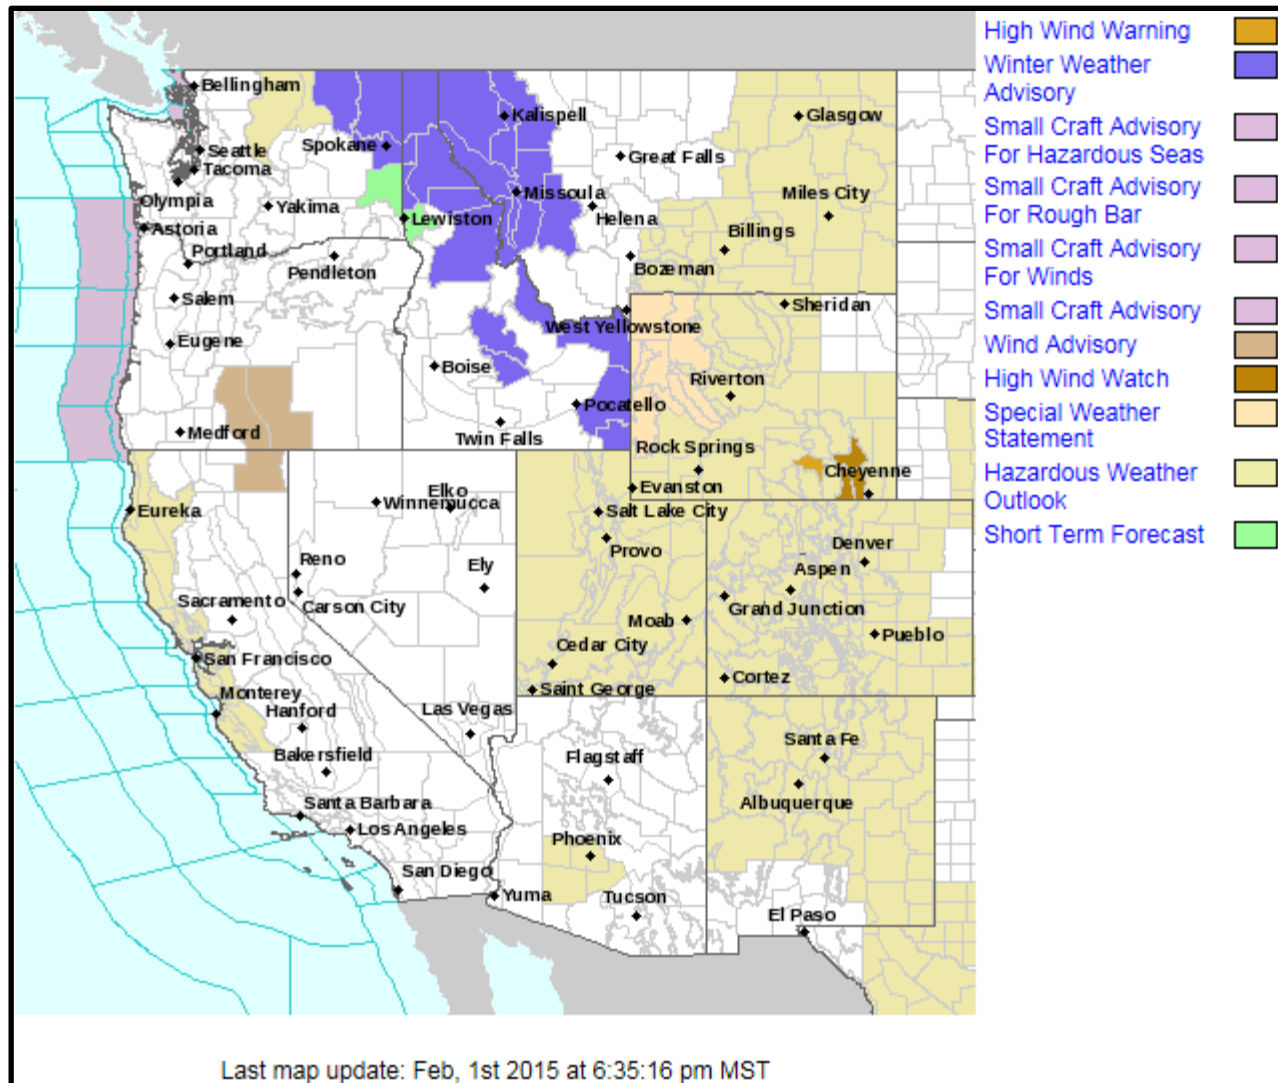 High Wind Warning
Winter Weather
Advisory
Small Craft Advisory
For Hazardous Seas
Small Craft Advisory
For Rough Bar
Small Craft Advisory
For Winds
Small Craft Advisory
Wind Advisory
High Wind Watch
Special Weather
Statement
Hazardous Weather
Outlook
Short Term Forecast
Bellingham
Kalispell
Glasgow
Seattle
Spokane
Great Falls
Tacoma
Missoula
Miles City
Olympia
Yakima
Lewiston
Helena
Astoria
Billings
Portland
Pendleton
Bozeman
Salem
Sheridan
West Yellowstone
Eugene
Boise
Riverton
Pocatello
Medford
Twin Falls
Rock Springs
Cheyenne
Evanston
Elko
Winnemucca
Eureka
Salt Lake City
Provo
Denver
Reno
Ely
Aspen
Sacramento
Carson City
Grand Junction
Moab
Pueblo
Cedar City
San Francisco
Cortez
Saint George
Monterey
Hanford
Las Vegas
Santa Fe
Bakersfield
Flagstaff
Albuquerque
Santa Barbara
Los Angeles
Phoenix
San Diego
Yuma
Tucson
El Paso
Last map update: Feb, 1st 2015 at 6:35:16 pm MST